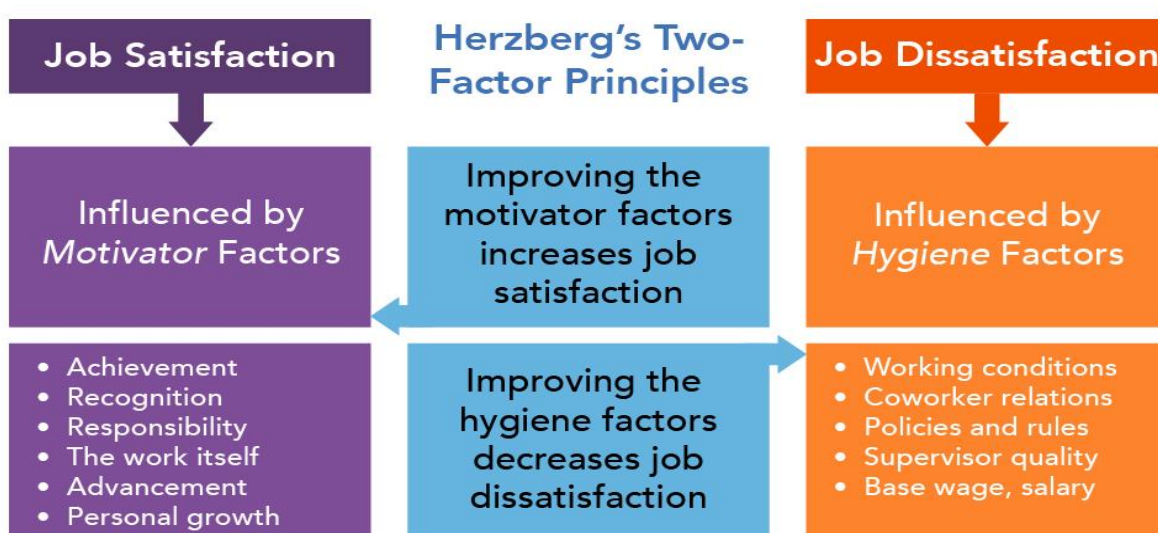 Job Satisfaction
Herzberg’s Two-
Factor Principles
Job Dissatisfaction
Influenced by
Motivator Factors
Improving the
motivator factors
increases job
satisfaction
Influenced by
Hygiene Factors
• Achievement
• Recognition
• Responsibility
• The work itself
• Advancement
• Personal growth
Improving the
hygiene factors
decreases job
dissatisfaction
• Working conditions
• Coworker relations
• Policies and rules
• Supervisor quality
• Base wage, salary